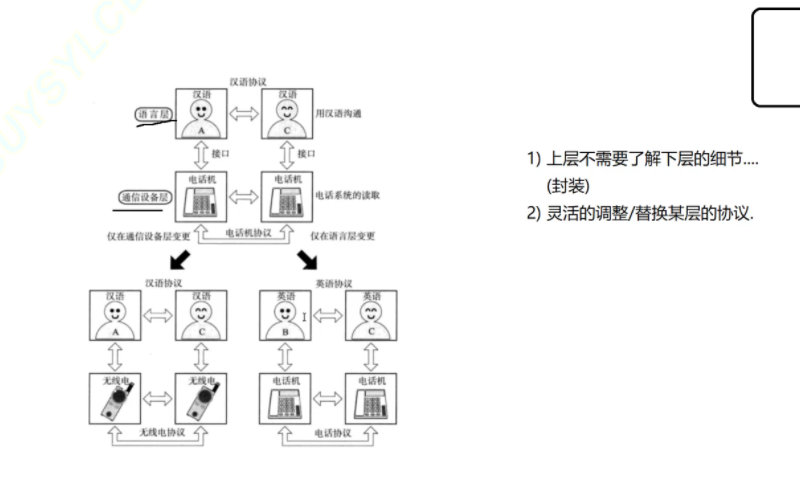 汉语协议
汉语
汉语
语言层
A
C
用汉语沟通
接口
接口
电话机
电话机
通信设备层
电话系统的读取
仅在通信设备层变更
电话机协议
仅在语言层变更
汉语协议
英语协议
汉语
汉语
英语
英语
A
C
B
C
无线电
无线电
电话机
电话机
无线电协议
电话协议
1) 上层不需要了解下层的细节....
(封装)
2) 灵活的调整/替换某层的协议.